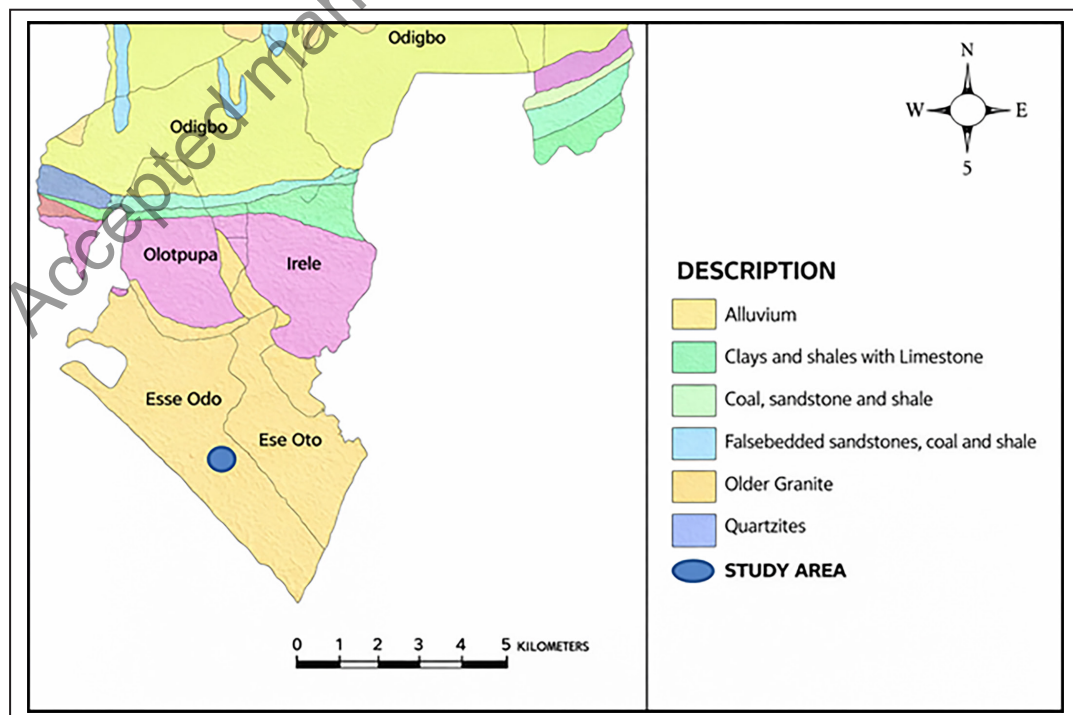 Accepted man
Odigbo
Odigbo
Olotpupa
Irele
Esse Odo
Ese Oto
0 1 2 3 4 5 KILOMETERS
N
W E
5
DESCRIPTION
Alluvium
Clays and shales with Limestone
Coal, sandstone and shale
Falsebedded sandstones, coal and shale
Older Granite
Quartzites
STUDY AREA